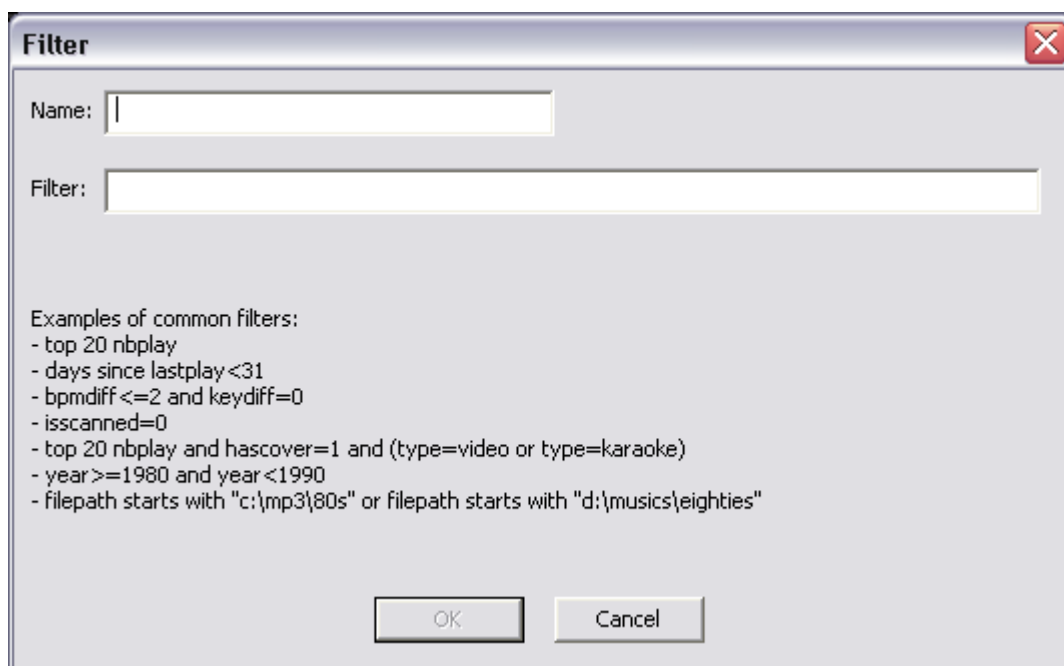 Filter
Name:
Filter:
Examples of common filters:
- top 20 nbplay
- days since lastplay<31
- bpmdiff<=2 and keydiff=0
- isscanned=0
- top 20 nbplay and hascover=1 and (type=video or type=karaoke)
- year>=1980 and year<1990
- filepath starts with "c:\mp3\80s" or filepath starts with "d:\musics\eighties"
OK
Cancel